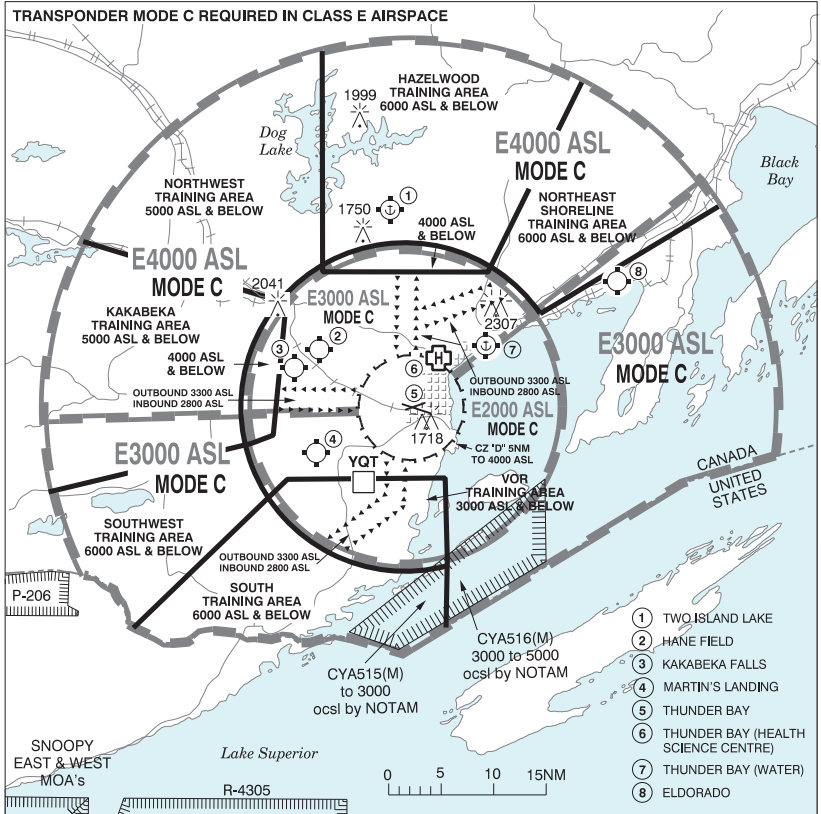 TRANSPONDER MODE C REQUIRED IN CLASS E AIRSPACE
HAZELWOOD
TRAINING AREA
6000 ASL & BELOW
1999
Dog
Lake
E4000 ASL
MODE C
Black
Bay
NORTHWEST
TRAINING AREA
5000 ASL & BELOW
1
1750
NORTHEAST
SHORELINE
TRAINING AREA
6000 ASL & BELOW
4000 ASL
& BELOW
E4000 ASL
MODE C
8
2041
E3000 ASL
MODE C
KAKABEKA
TRAINING AREA
5000 ASL & BELOW
2307
E3000 ASL
MODE C
2
3
7
4000 ASL
& BELOW
H
6
OUTBOUND 3300 ASL
INBOUND 2800 ASL
OUTBOUND 3300 ASL
INBOUND 2800 ASL
5
E2000 ASL
MODE C
1718
4
CZ "D" 5NM
TO 4000 ASL
E3000 ASL
MODE C
YQT
CANADA
UNITED
STATES
VOR
TRAINING AREA
3000 ASL & BELOW
SOUTHWEST
TRAINING AREA
6000 ASL & BELOW
OUTBOUND 3300 ASL
INBOUND 2800 ASL
P-206
SOUTH
TRAINING AREA
6000 ASL & BELOW
CYA515(M)
to 3000
ocsl by NOTAM
CYA516(M)
3000 to 5000
ocsl by NOTAM
1 TWO ISLAND LAKE
2 HANE FIELD
3 KAKABEKA FALLS
4 MARTIN'S LANDING
5 THUNDER BAY
6 THUNDER BAY (HEALTH
SCIENCE CENTRE)
7 THUNDER BAY (WATER)
8 ELDORADO
SNOOPY
EAST & WEST
MOA's
Lake Superior
R-4305
0 5 10 15NM